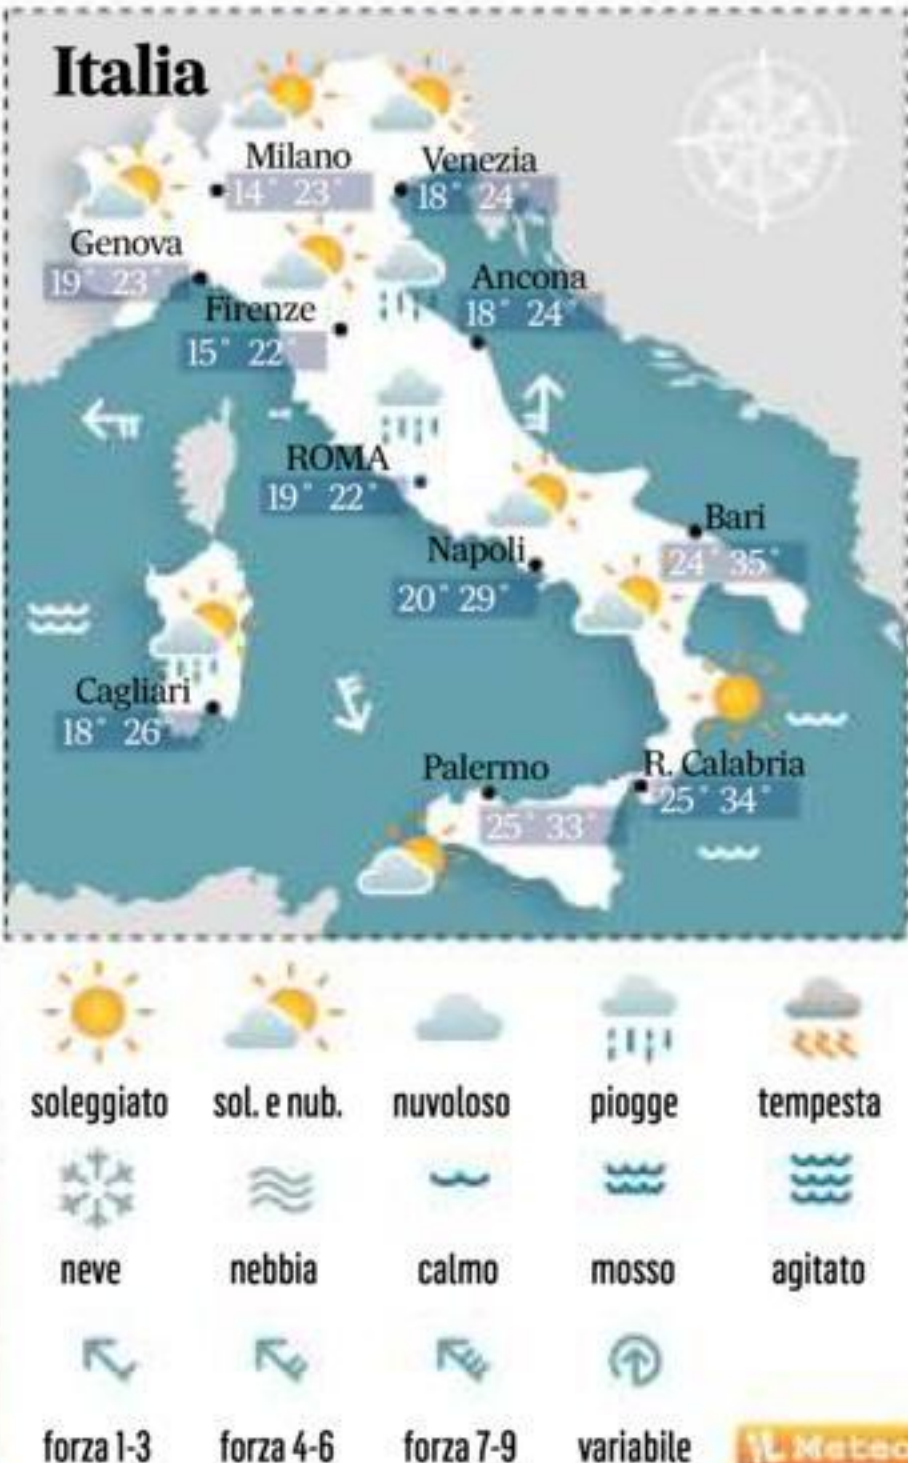 Italia
Milano
14° 23°
Venezia
18° 24°
Genova
19° 23°
Ancona
18° 24°
Firenze
15° 22°
ROMA
19° 22°
Bari
24° 35°
Napoli
20° 29°
Cagliari
18° 26°
Palermo
25° 33°
R. Calabria
25° 34°
soleggiato sol. e nub. nuvoloso piogge tempesta
neve nebbia calmo mosso agitato
forza 1-3 forza 4-6 forza 7-9 variabile